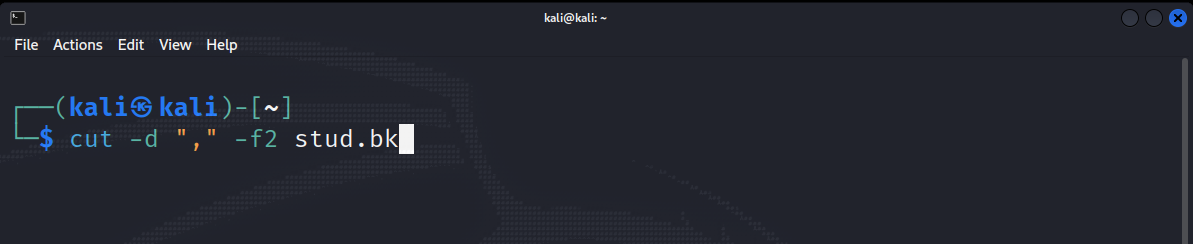 kali@kali: ~
File Actions Edit View Help
┌──(kali㉿kali)-[~]
└─$ cut -d "," -f2 stud.bk